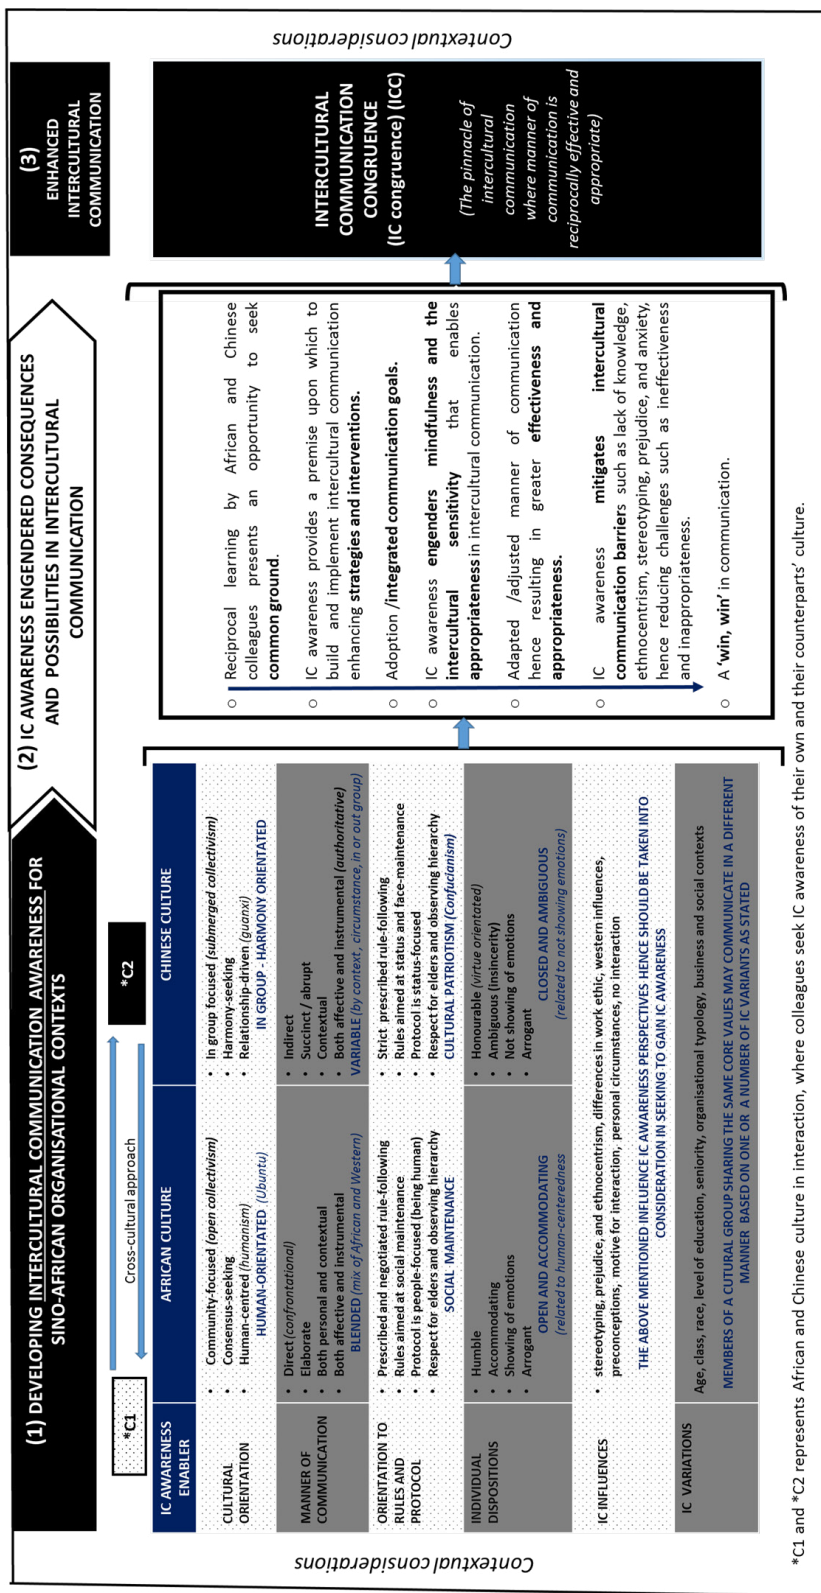 (1) DEVELOPING INTERCULTURAL COMMUNICATION AWARENESS FOR
SINO-AFRICAN ORGANISATIONAL CONTEXTS
(2) IC AWARENESS ENGENDERED CONSEQUENCES
AND POSSIBILITIES IN INTERCULTURAL
COMMUNICATION
(3)
ENHANCED
INTERCULTURAL
COMMUNICATION
*C1
Cross-cultural approach
*C2
Contextual considerations
IC AWARENESS
ENABLER
AFRICAN CULTURE
CHINESE CULTURE
CULTURAL
ORIENTATION
• Community-focused (open collectivism)
• Consensus-seeking
• Human-centred (humanism)
HUMAN-ORIENTATED (Ubuntu)
• In group focused (submerged collectivism)
• Harmony-seeking
• Relationship-driven (guanxi)
IN GROUP - HARMONY ORIENTATED
MANNER OF
COMMUNICATION
• Direct (confrontational)
• Elaborate
• Both personal and contextual
• Both affective and instrumental
BLENDED (mix of African and Western)
• Indirect
• Succinct / abrupt
• Contextual
• Both affective and instrumental (authoritative)
VARIABLE (by context, circumstance, in or out group)
ORIENTATION TO
RULES AND
PROTOCOL
• Prescribed and negotiated rule-following
• Rules aimed at social maintenance
• Protocol is people-focused (being human)
• Respect for elders and observing hierarchy
SOCIAL MAINTENANCE
• Strict prescribed rule-following
• Rules aimed at status and face-maintenance
• Protocol is status-focused
• Respect for elders and observing hierarchy
CULTURAL PATRIOTISM (Confucianism)
INDIVIDUAL
DISPOSITIONS
• Humble
• Accommodating
• Showing of emotions
• Arrogant
OPEN AND ACCOMMODATING
(related to human-centeredness
• Honourable (virtue orientated)
• Ambiguous (insincerity)
• Not showing of emotions
• Arrogant
CLOSED AND AMBIGUOUS
(related to not showing emotions)
IC INFLUENCES
• stereotyping, prejudice, and ethnocentrism, differences in work ethic, western influences,
preconceptions, motive for interaction, personal circumstances, no interaction
THE ABOVE MENTIONED INFLUENCE IC AWARENESS PERSPECTIVES HENCE SHOULD BE TAKEN INTO
CONSIDERATION IN SEEKING TO GAIN IC AWARENESS
IC VARIATIONS
Age, class, race, level of education, seniority, organisational typology, business and social contexts
MEMBERS OF A CUTURAL GROUP SHARING THE SAME CORE VALUES MAY COMMUNICATE IN A DIFFERENT
MANNER BASED ON ONE OR A NUMBER OF IC VARIANTS AS STATED
○ Reciprocal learning by African and Chinese
colleagues presents an opportunity to seek
common ground.
○ IC awareness provides a premise upon which to
build and implement intercultural communication
enhancing strategies and interventions.
○ Adoption /integrated communication goals.
○ IC awareness engenders mindfulness and the
intercultural sensitivity that enables
appropriateness in intercultural communication.
○ Adapted /adjusted manner of communication
hence resulting in greater effectiveness and
appropriateness.
○ IC awareness mitigates intercultural
communication barriers such as lack of knowledge,
ethnocentrism, stereotyping, prejudice, and anxiety,
hence reducing challenges such as ineffectiveness
and inappropriateness.
○ A ‘win, win’ in communication.
INTERCULTURAL
COMMUNICATION
CONGRUENCE
(IC congruence) (ICC)
(The pinnacle of
intercultural
communication
where manner of
communication is
reciprocally effective and
appropriate)
Contextual considerations
*C1 and *C2 represents African and Chinese culture in interaction, where colleagues seek IC awareness of their own and their counterparts’ culture.